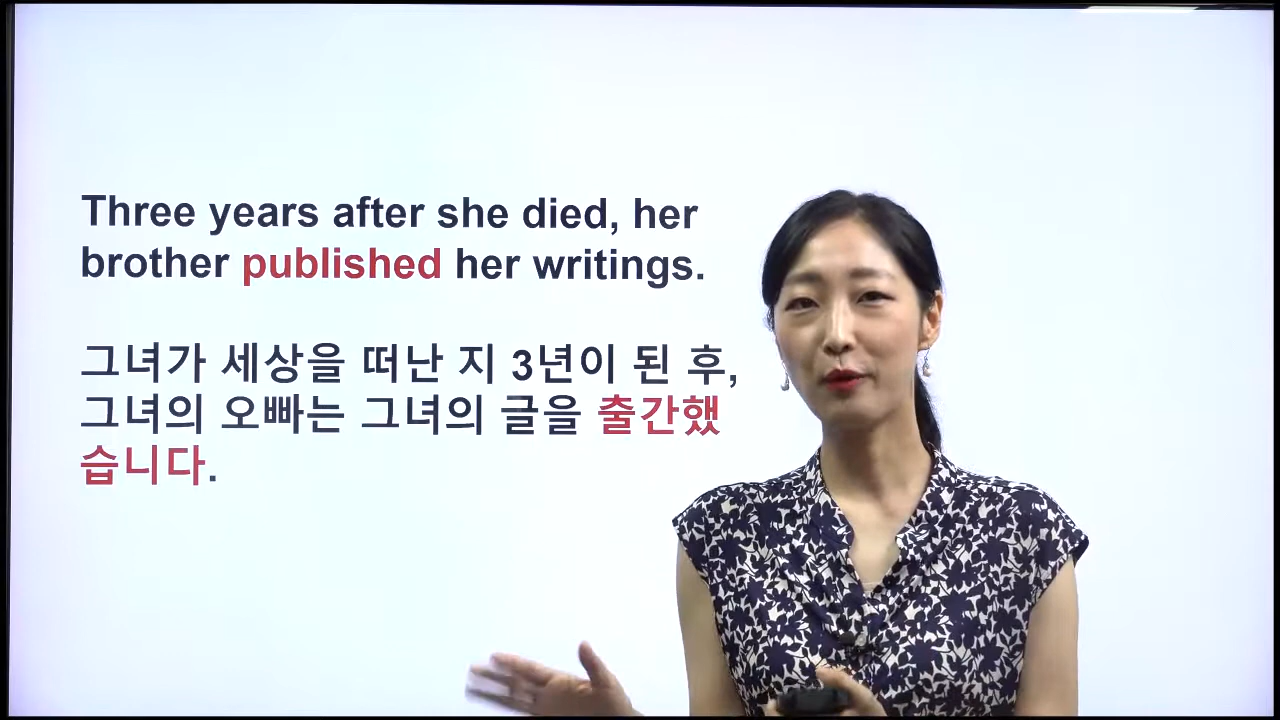 Three years after she died, her
brother published her writings.
그녀가 세상을 떠난 지 3년이 된 후,
그녀의 오빠는 그녀의 글을 출간했
습니다.